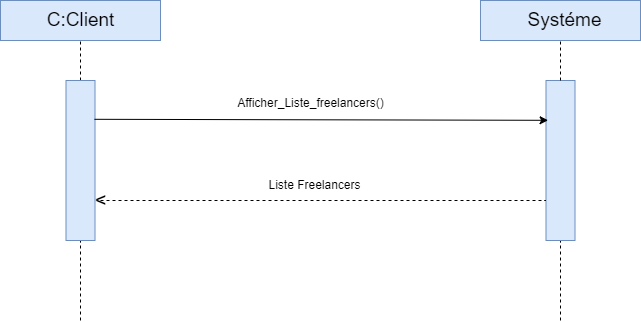 C:Client
Systéme
Afficher_Liste_freelancers()
Liste Freelancers